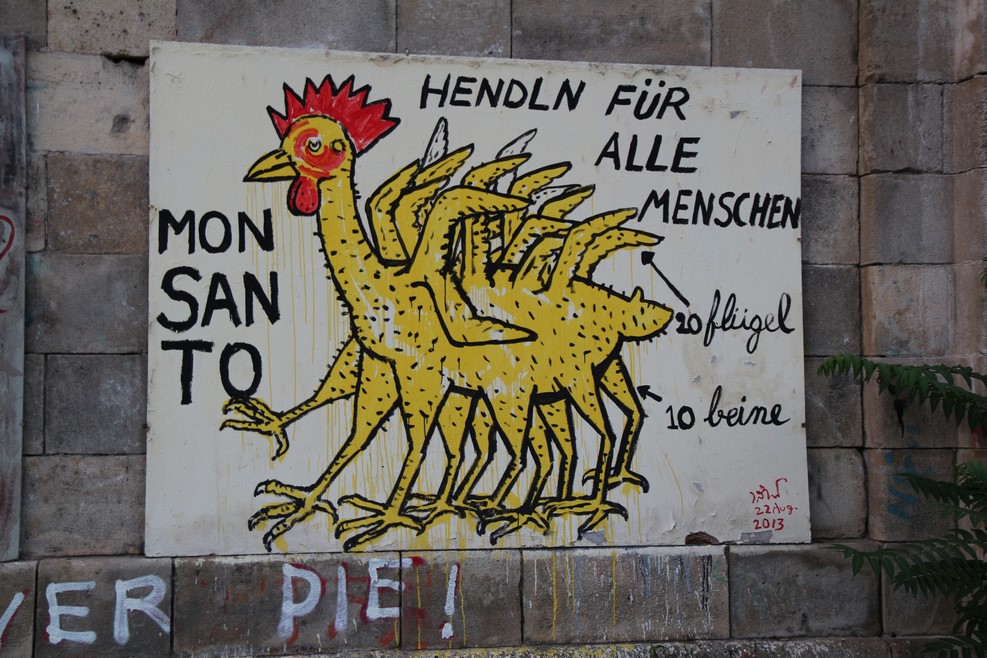 HENDLN FÜR
ALLE
MENSCHEN
MON
SAN
TO
20 flügel
10 beine
22 Aug.
2013
VER PIE!